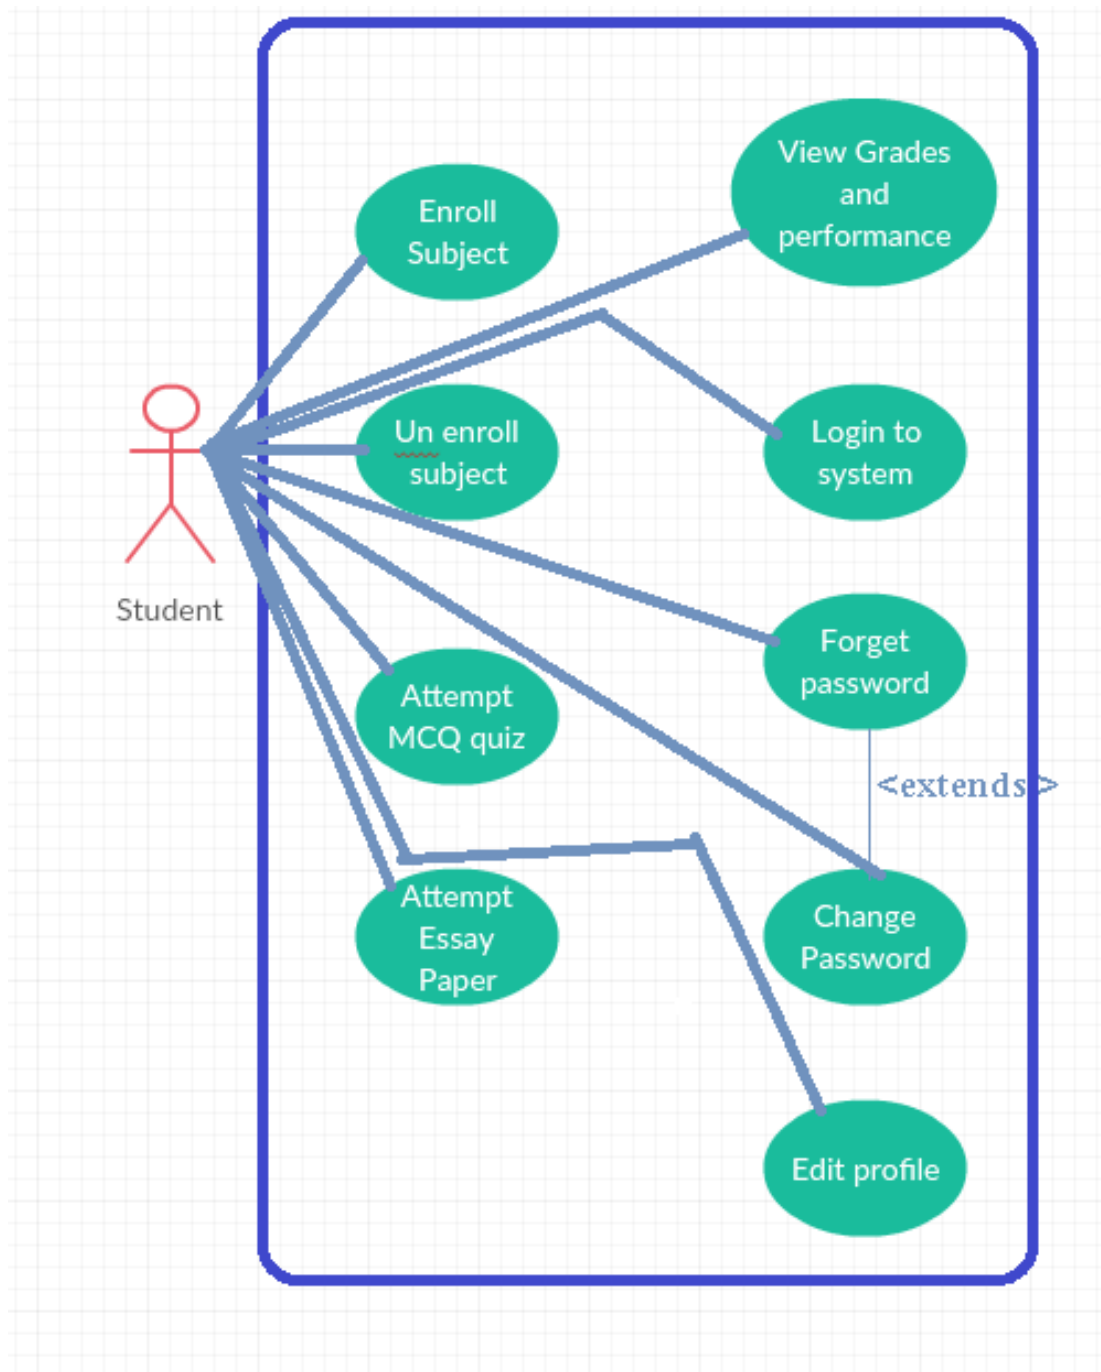 View Grades
and
performance
Enroll
Subject
Un enroll
subject
Login to
system
Student
Forget
password
Attempt
MCQ quiz
<extends>
Attempt
Essay
Paper
Change
Password
Edit profile